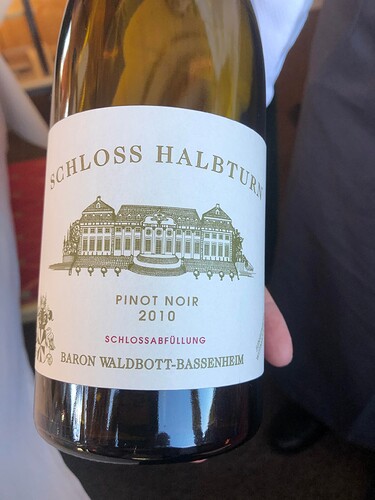 SCHLOSS HALBTURN
PINOT NOIR
2010
SCHLOSSABFÜLLUNG
BARON WALDBOTT-BASSENHEIM